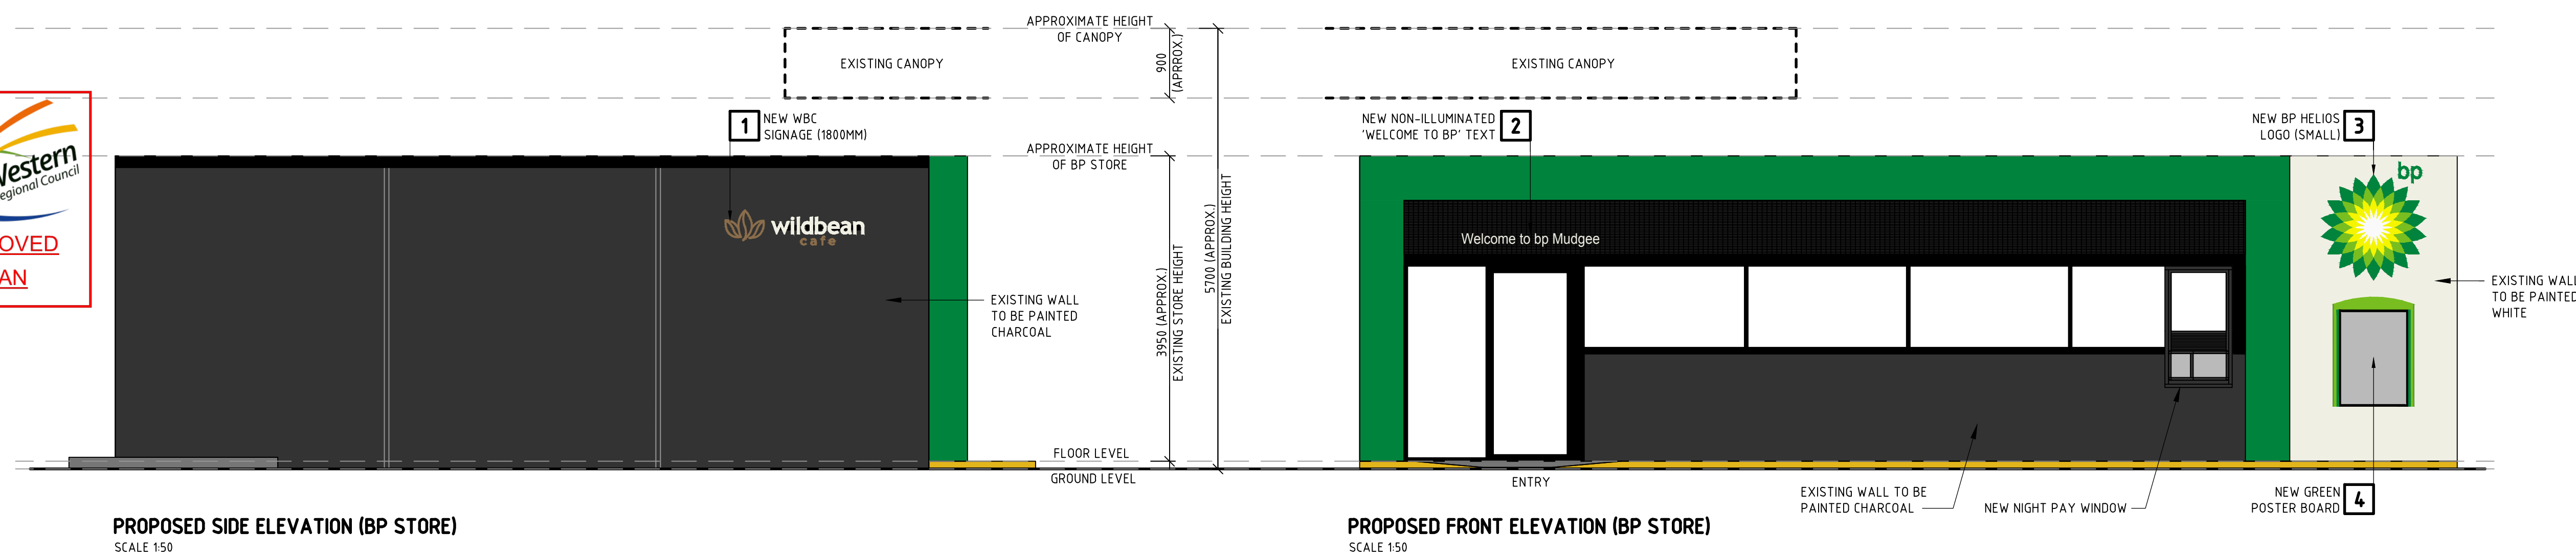 Western
Regional Council
OVED
AN
APPROXIMATE HEIGHT
OF CANOPY
EXISTING CANOPY
900
(APRROX.)
EXISTING CANOPY
1
NEW WBC
SIGNAGE (1800MM)
NEW NON-ILLUMINATED
'WELCOME TO BP' TEXT
2
NEW BP HELIOS
LOGO (SMALL)
3
APPROXIMATE HEIGHT
OF BP STORE
bp
wildbean
cafe
Welcome to bp Mudgee
3950 (APPROX.)
EXISTING STORE HEIGHT
5700 (APPROX.)
EXISTING BUILDING HEIGHT
EXISTING WALL
TO BE PAINTED
CHARCOAL
EXISTING WALL
TO BE PAINTED
WHITE
FLOOR LEVEL
GROUND LEVEL
ENTRY
EXISTING WALL TO BE
PAINTED CHARCOAL
NEW NIGHT PAY WINDOW
NEW GREEN
POSTER BOARD
4
PROPOSED SIDE ELEVATION (BP STORE)
SCALE 1:50
PROPOSED FRONT ELEVATION (BP STORE)
SCALE 1:50